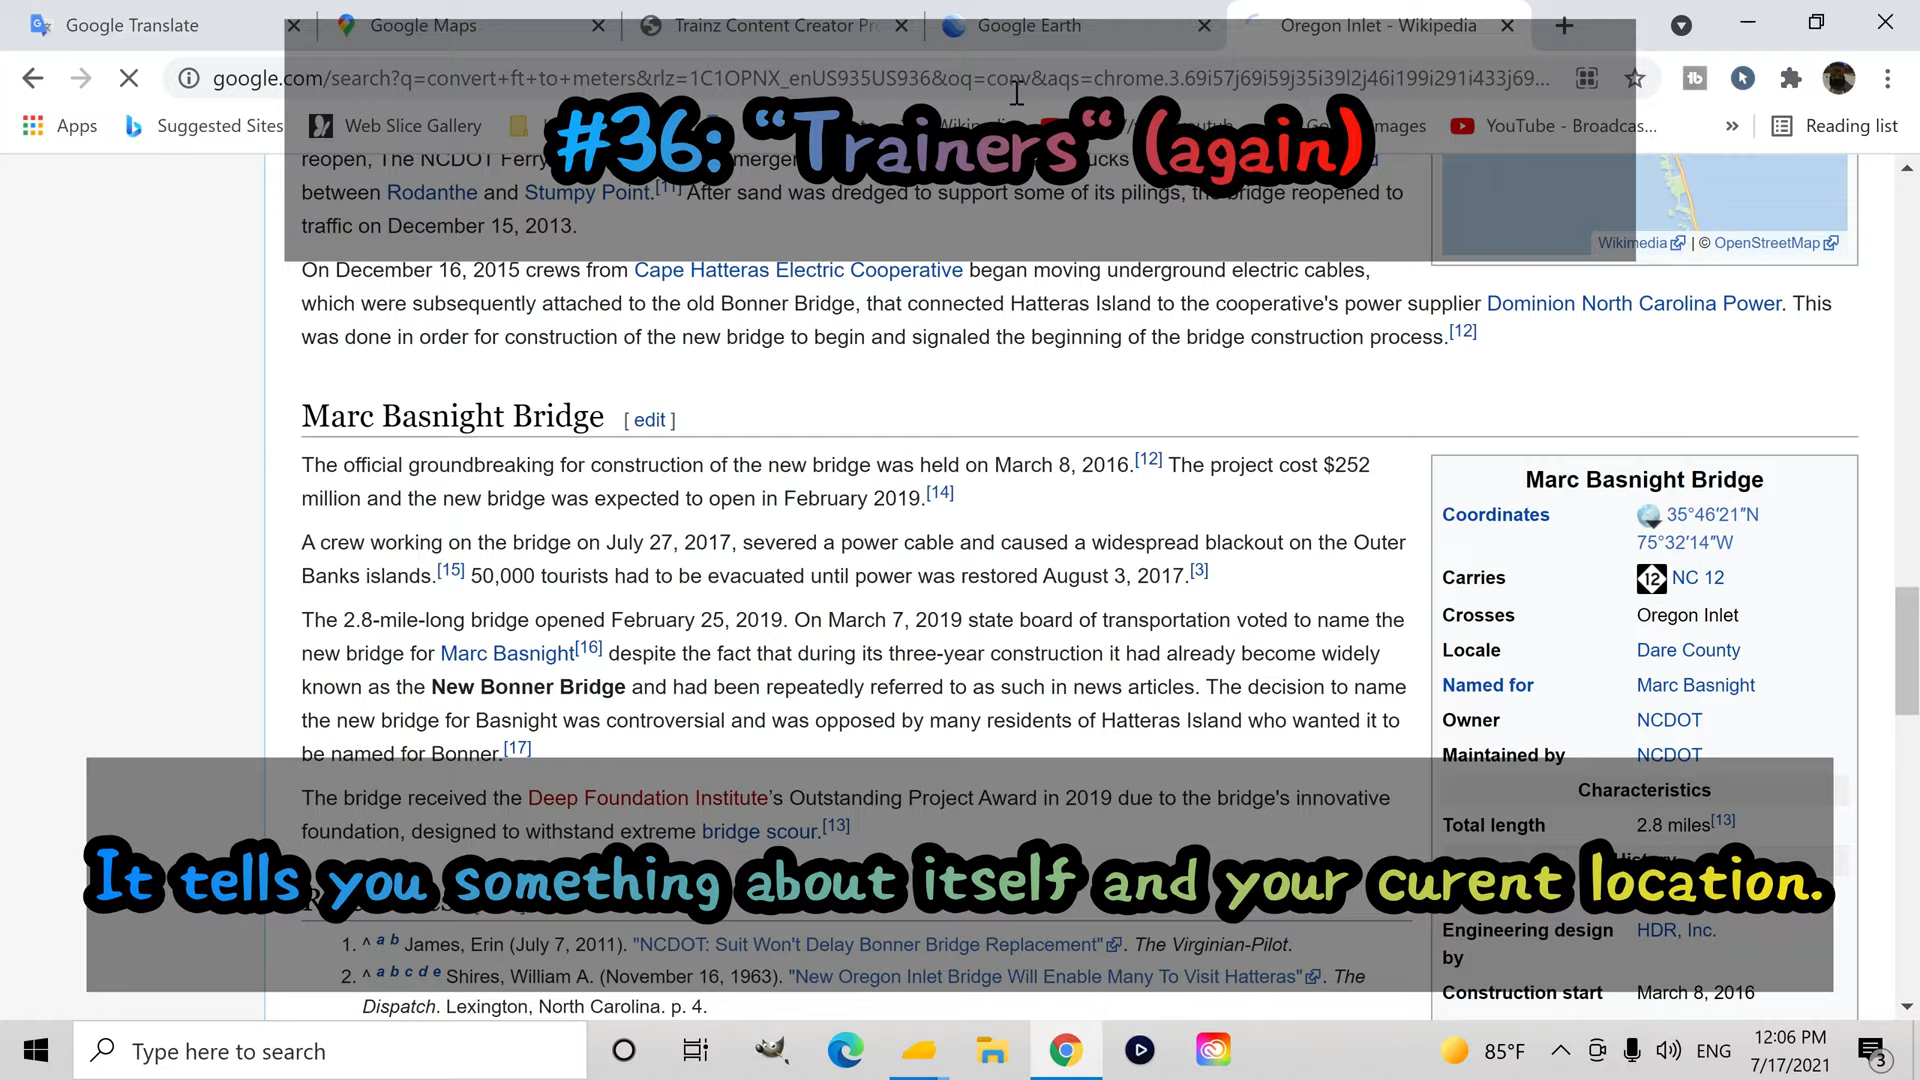 Google Translate
Google Maps
Trainz Content Creator Pr
Google Earth
Oregon Inlet - Wikipedia
google.com/search?q=convert+ft+to+meters&rlz=1C1OPNX_enUS935US936&oq=conv&aqs=chrome.3.69i57j69i59j35i39l2j46i199i291i433j69...
Apps
Suggested Sites
Web Slice Gallery
YouTube - Broadcas...
Reading list
#36: “Trainers“ (again)
reopen, The NCDOT Ferry
between Rodanthe and Stumpy Point.[11] After sand was dredged to support some of its pilings, the bridge reopened to
traffic on December 15, 2013.
Wikimedia | © OpenStreetMap
On December 16, 2015 crews from Cape Hatteras Electric Cooperative began moving underground electric cables,
which were subsequently attached to the old Bonner Bridge, that connected Hatteras Island to the cooperative's power supplier Dominion North Carolina Power. This
was done in order for construction of the new bridge to begin and signaled the beginning of the bridge construction process.[12]
Marc Basnight Bridge [ edit ]
The official groundbreaking for construction of the new bridge was held on March 8, 2016.[12] The project cost $252
million and the new bridge was expected to open in February 2019.[14]
A crew working on the bridge on July 27, 2017, severed a power cable and caused a widespread blackout on the Outer
Banks islands.[15] 50,000 tourists had to be evacuated until power was restored August 3, 2017.[3]
The 2.8-mile-long bridge opened February 25, 2019. On March 7, 2019 state board of transportation voted to name the
new bridge for Marc Basnight[16] despite the fact that during its three-year construction it had already become widely
known as the New Bonner Bridge and had been repeatedly referred to as such in news articles. The decision to name
the new bridge for Basnight was controversial and was opposed by many residents of Hatteras Island who wanted it to
be named for Bonner.[17]
The bridge received the Deep Foundation Institute's Outstanding Project Award in 2019 due to the bridge's innovative
foundation, designed to withstand extreme bridge scour.[13]
Marc Basnight Bridge
Coordinates 35°46′21″N
75°32′14″W
Carries 12 NC 12
Crosses Oregon Inlet
Locale Dare County
Named for Marc Basnight
Owner NCDOT
Maintained by NCDOT
Characteristics
Total length 2.8 miles[13]
It tells you something about itself and your curent location.
Engineering design by HDR, Inc.
Construction start March 8, 2016
1. ^ a b James, Erin (July 7, 2011). "NCDOT: Suit Won't Delay Bonner Bridge Replacement". The Virginian-Pilot.
2. ^ a b c d e Shires, William A. (November 16, 1963). "New Oregon Inlet Bridge Will Enable Many To Visit Hatteras". The
Dispatch. Lexington, North Carolina. p. 4.
Type here to search
85°F
ENG
12:06 PM
7/17/2021
3